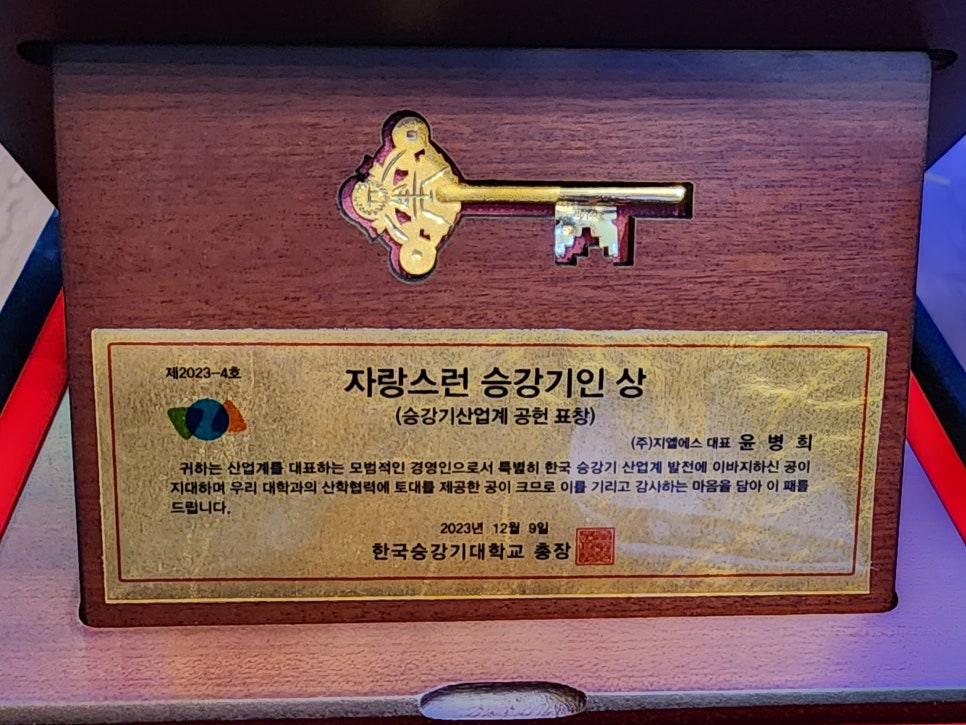 제2023-4호
자랑스런 승강기인 상
(승강기산업계 공헌 표창)
(주)지엘에스 대표 윤 병 희
귀하는 산업계를 대표하는 모범적인 경영인으로서 특별히 한국 승강기 산업계 발전에 이바지하신 공이
지대하며 우리 대학과의 산학협력에 토대를 제공한 공이 크므로 이를 기리고 감사하는 마음을 담아 이 패를
드립니다.
2023년 12월 9일
한국승강기대학교 총장